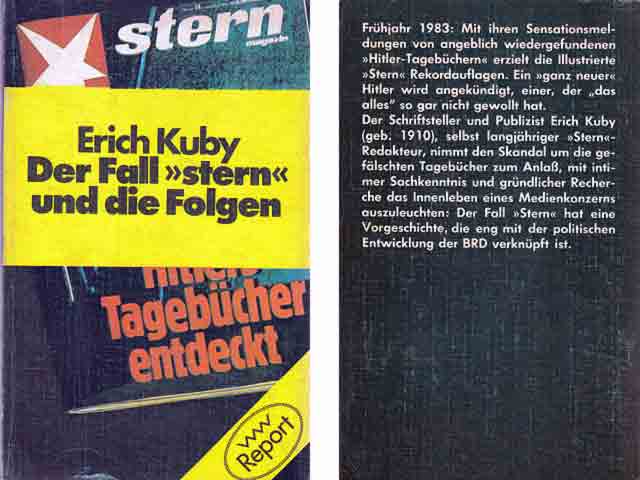 stern
magazin
Erich Kuby
Der Fall »stern«
und die Folgen
Hitlers
Tagebücher
entdeckt
VVV
Report
Frühjahr 1983: Mit ihren Sensationsmel-
dungen von angeblich wiedergefundenen
»Hitler-Tagebüchern« erzielt die Illustrierte
»Stern« Rekordauflagen. Ein »ganz neuer«
Hitler wird angekündigt, einer, der „das
alles" so gar nicht gewollt hat.
Der Schriftsteller und Publizist Erich Kuby
(geb. 1910), selbst langjähriger »Stern«-
Redakteur, nimmt den Skandal um die ge-
fälschten Tagebücher zum Anlaß, mit inti-
mer Sachkenntnis und gründlicher Recher-
che das Innenleben eines Medienkonzerns
auszuleuchten: Der Fall »Stern« hat eine
Vorgeschichte, die eng mit der politischen
Entwicklung der BRD verknüpft ist.